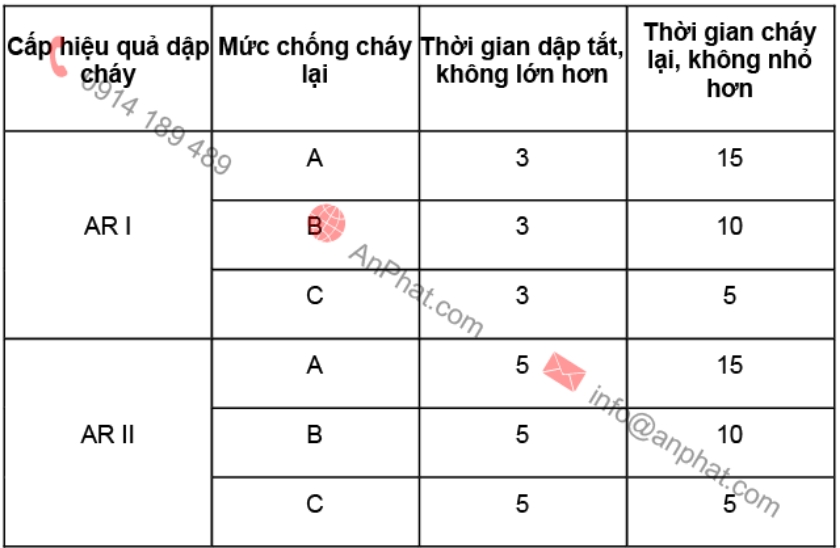 Cấp hiệu quả dập cháy
Mức chống cháy lại
Thời gian dập tắt, không lớn hơn
Thời gian cháy lại, không nhỏ hơn
AR I
A 3 15
B 3 10
C 3 5
AR II
A 5 15
B 5 10
C 5 5
0914 189 489
AnPhat.com
info@anphat.com